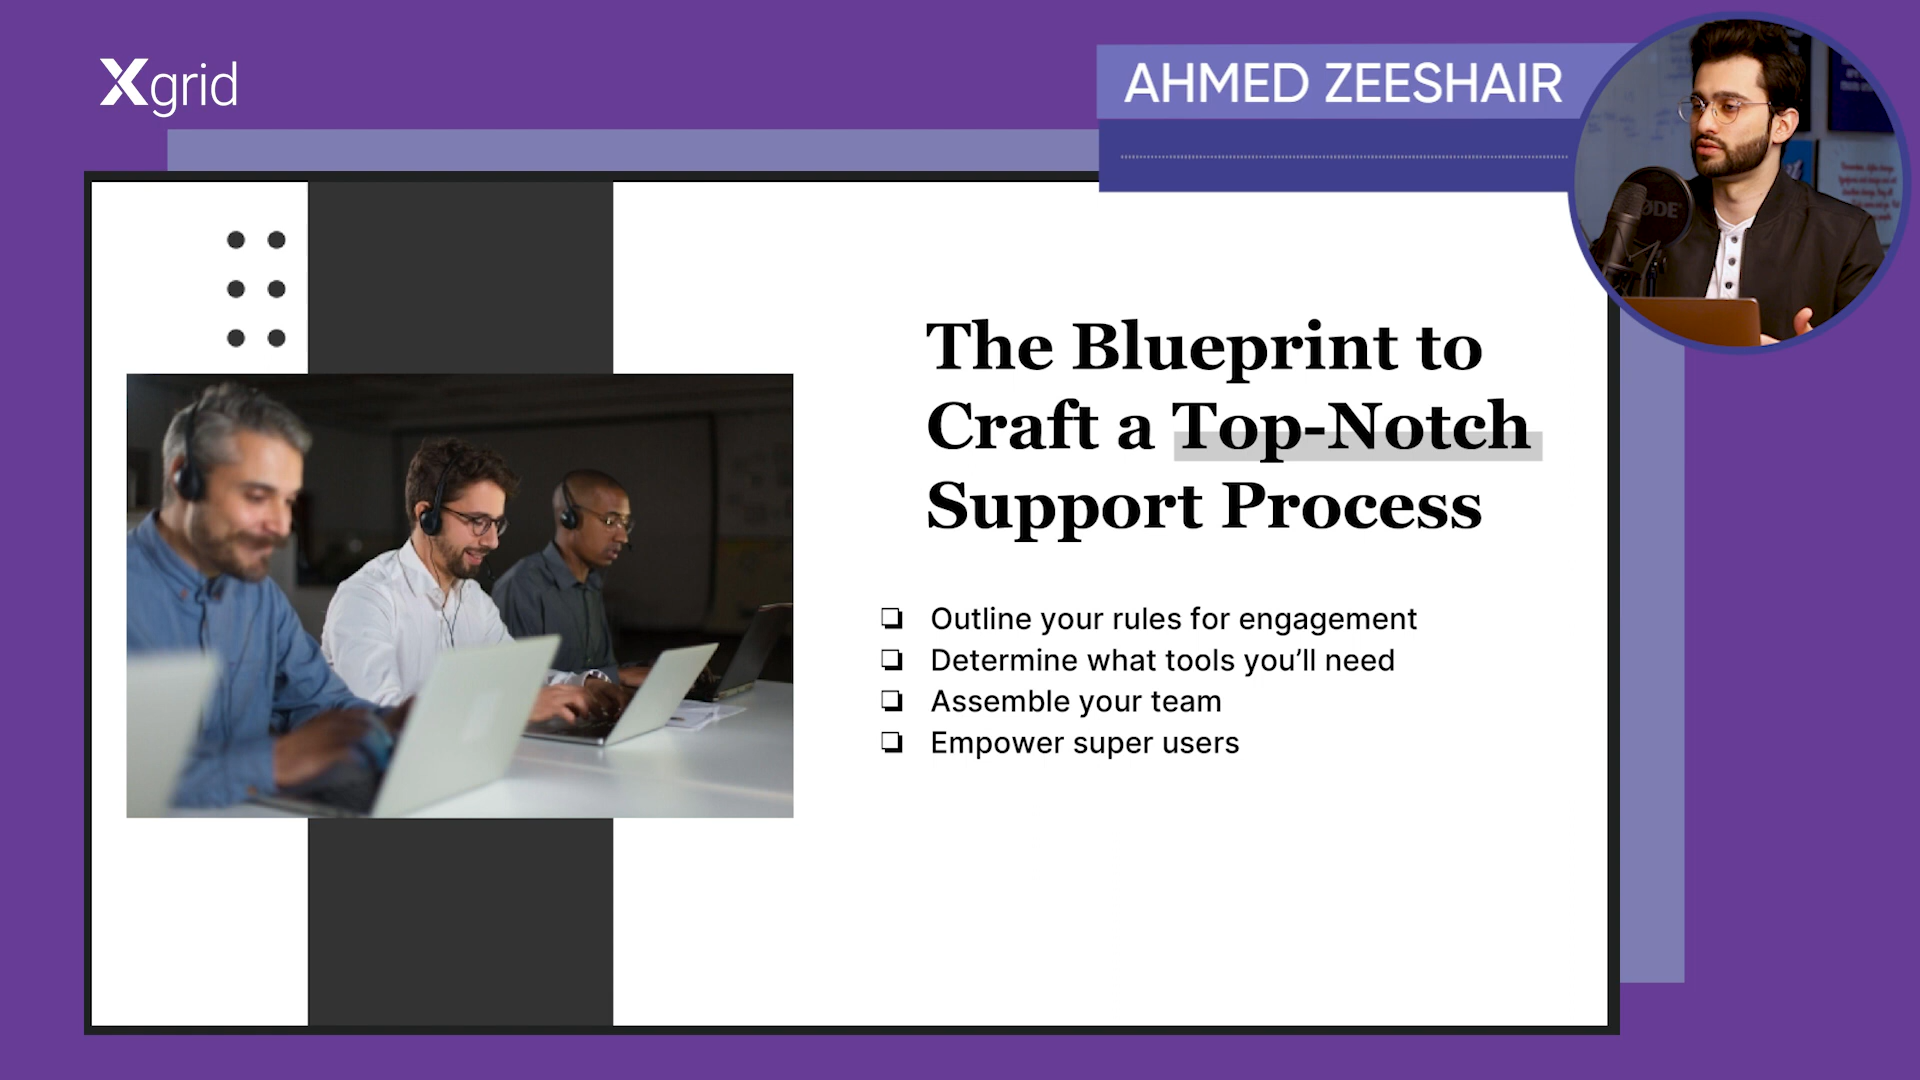 Xgrid
AHMED ZEESHAIR
The Blueprint to
Craft a Top-Notch
Support Process
❏ Outline your rules for engagement
❏ Determine what tools you’ll need
❏ Assemble your team
❏ Empower super users